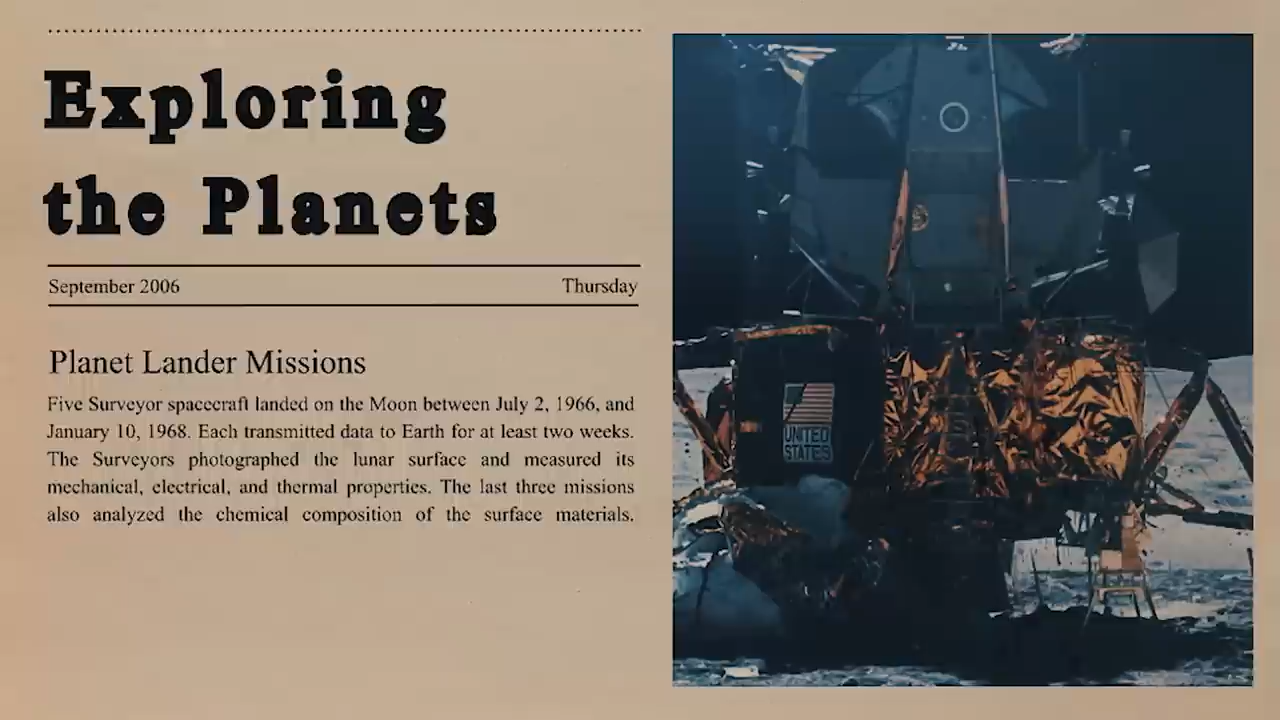 Exploring
the Planets
September 2006 Thursday
Planet Lander Missions
Five Surveyor spacecraft landed on the Moon between July 2, 1966, and
January 10, 1968. Each transmitted data to Earth for at least two weeks.
The Surveyors photographed the lunar surface and measured its
mechanical, electrical, and thermal properties. The last three missions
also analyzed the chemical composition of the surface materials.
UNITED
STATES